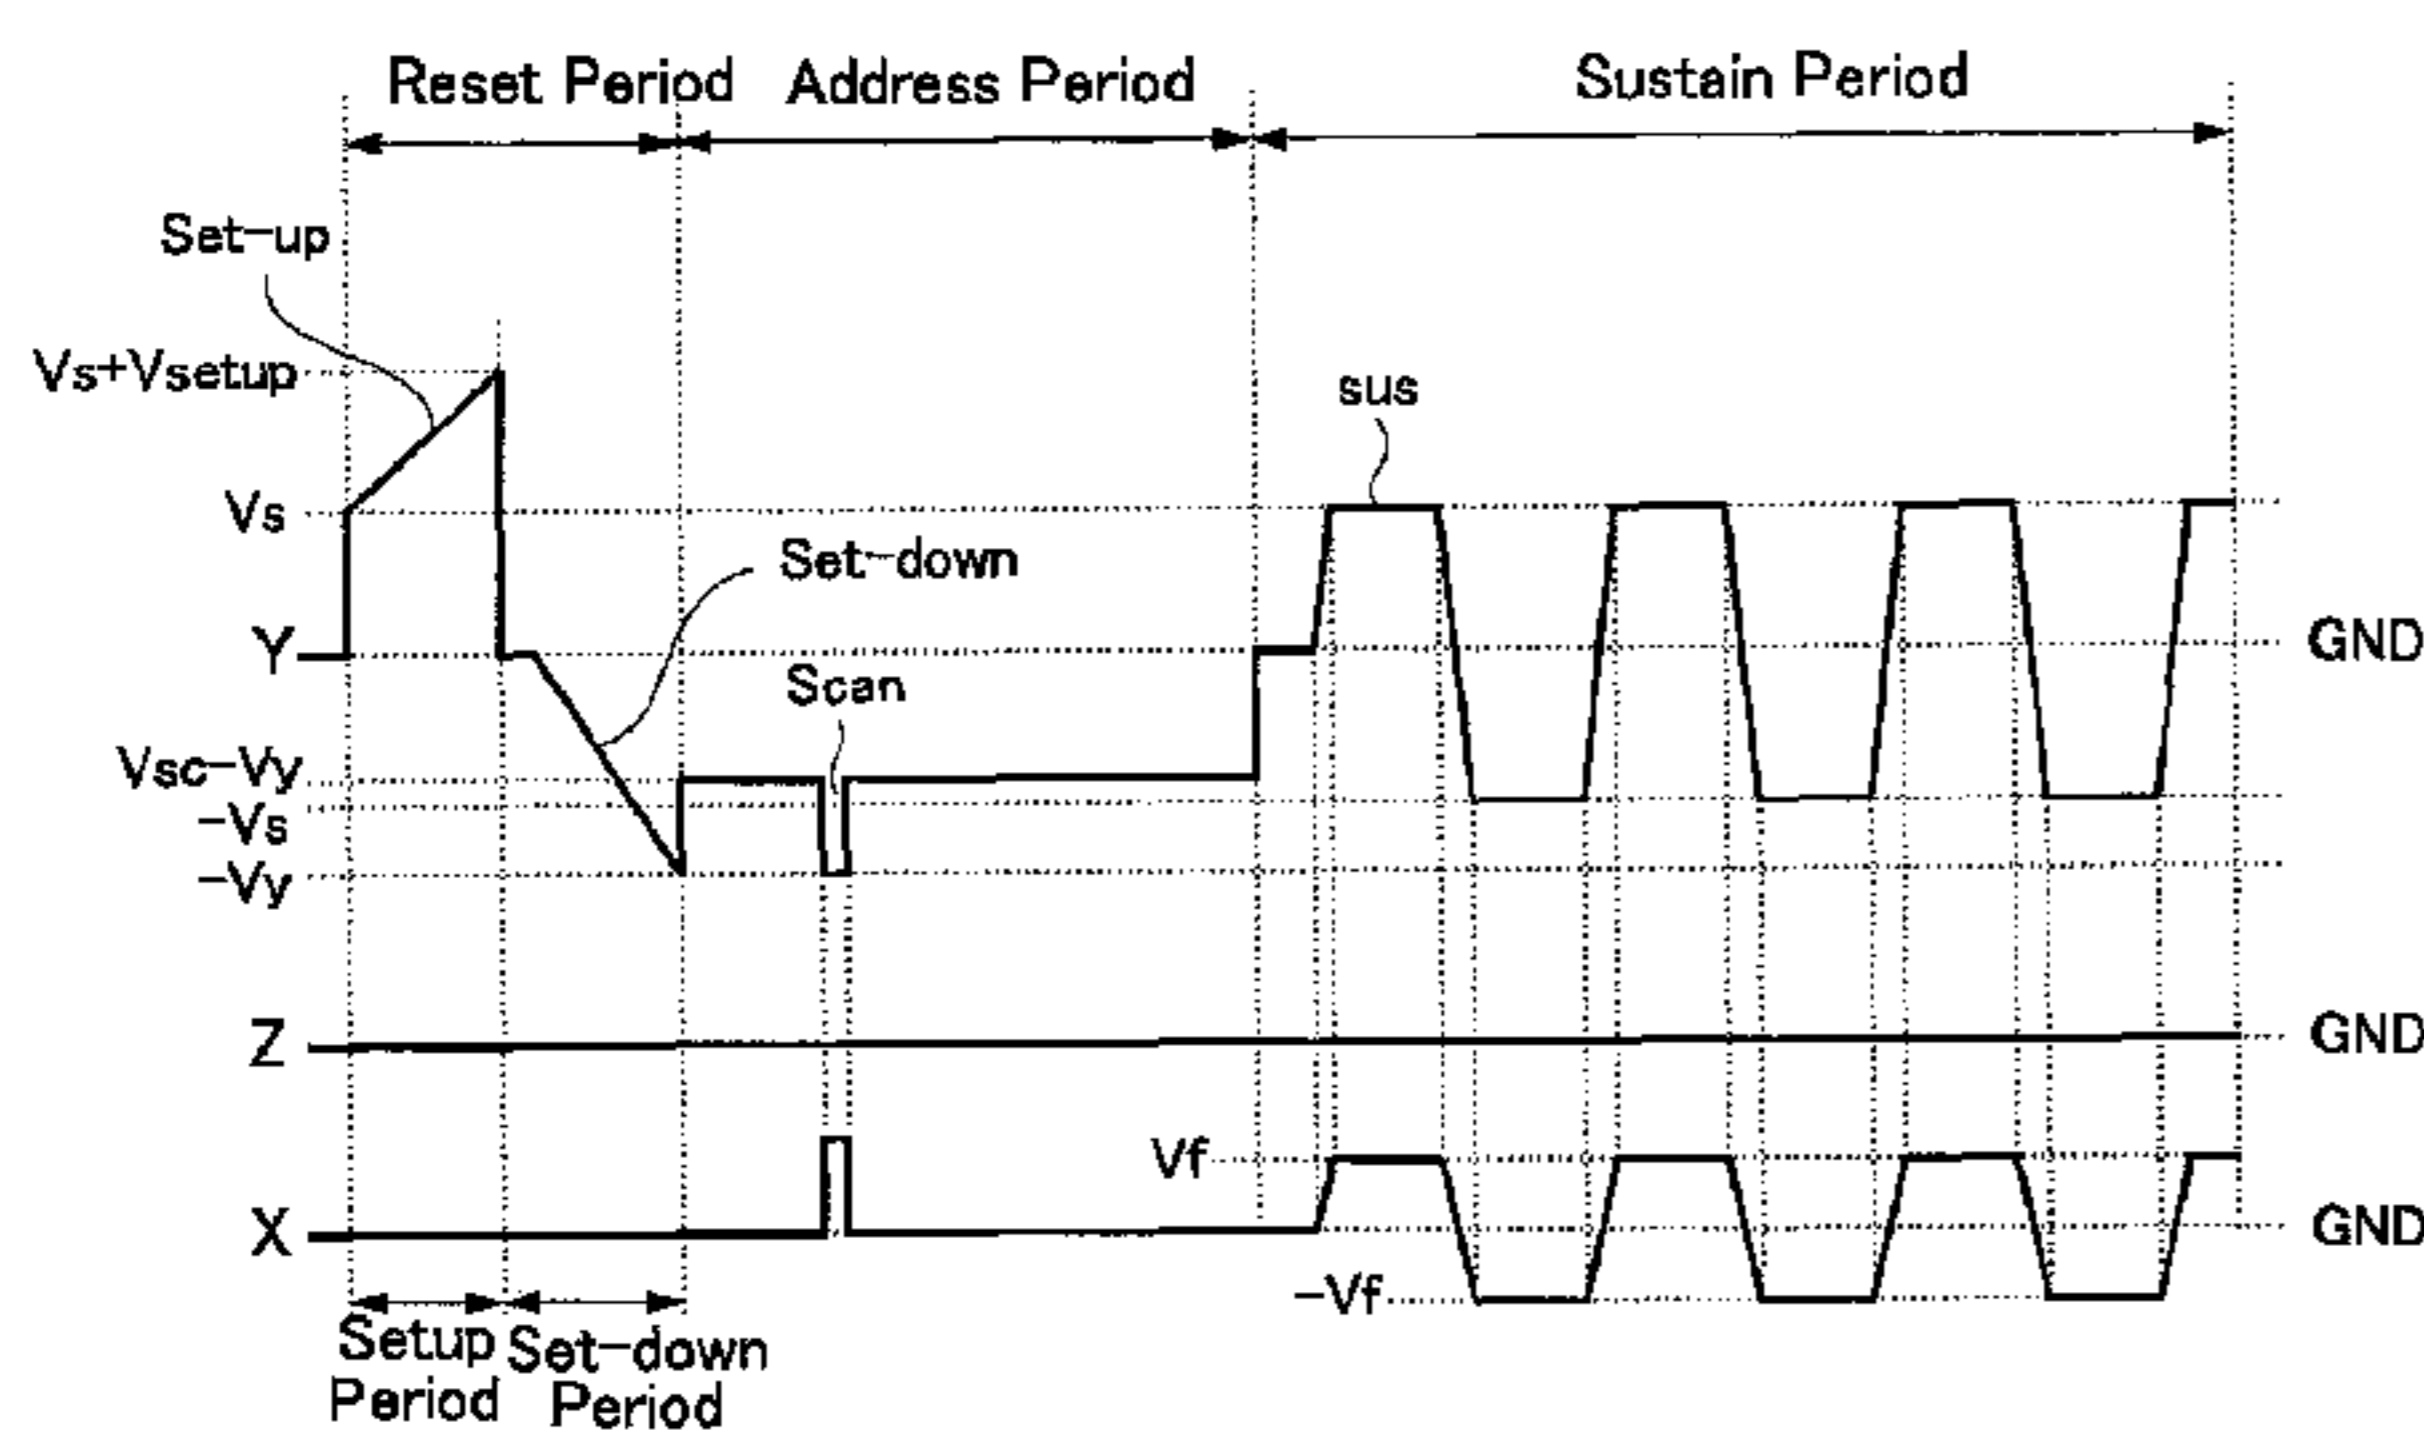 Reset Period
Address Period
Sustain Period
Set-up
Vs+Vsetup
sus
Vs
Set-down
Y
GND
Scan
Vsc-Vy
-Vs
-Vy
Z
GND
Vf
X
GND
-Vf
Setup
Period
Set-down
Period